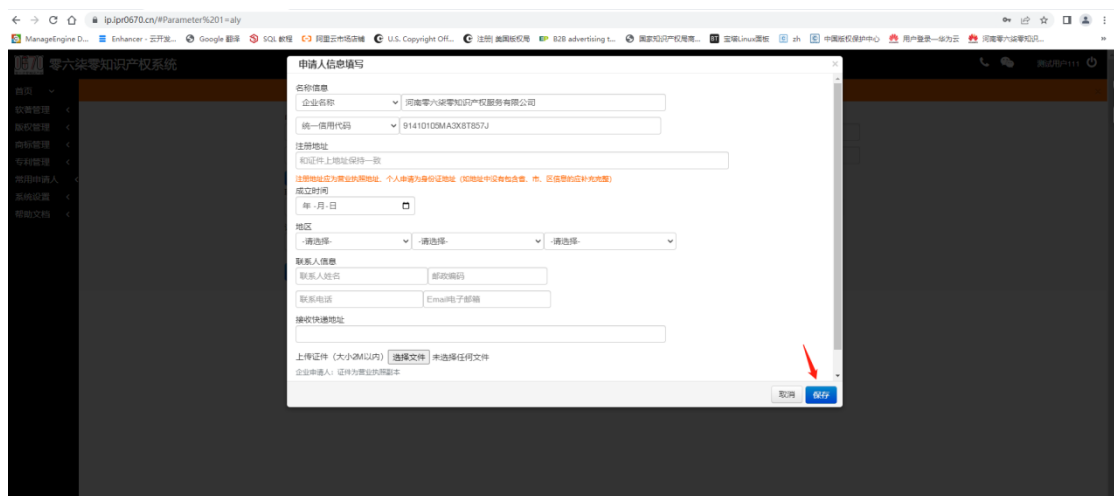 ip.ipr0670.cn/#Parameter%201=aly
ManageEngine D... Enhancer - 云开发... Google 翻译 SQL 教程 阿里云市场店铺 U.S. Copyright Off... 注册| 美国版权局 B2B advertising t... 国家知识产权局商... 宝塔Linux面板 zh 中国版权保护中心 用户登录—华为云 河南零六柒零知识... »
零六柒零知识产权系统
测试用户111
首页
软著管理
版权管理
商标管理
专利管理
常用申请人
系统设置
帮助文档
申请人信息填写 ×
名称信息
企业名称 河南零六柒零知识产权服务有限公司
统一信用代码 91410105MA3X8T857J
注册地址
和证件上地址保持一致
注册地址应为营业执照地址，个人申请为身份证地址（如地址中没有包含省、市、区信息的应补充完整）
成立时间
年-月-日
地区
-请选择- -请选择- -请选择-
联系人信息
联系人姓名 邮政编码
联系电话 Email电子邮箱
接收快递地址
上传证件（大小2M以内） 选择文件 未选择任何文件
企业申请人：证件为营业执照副本
取消 保存